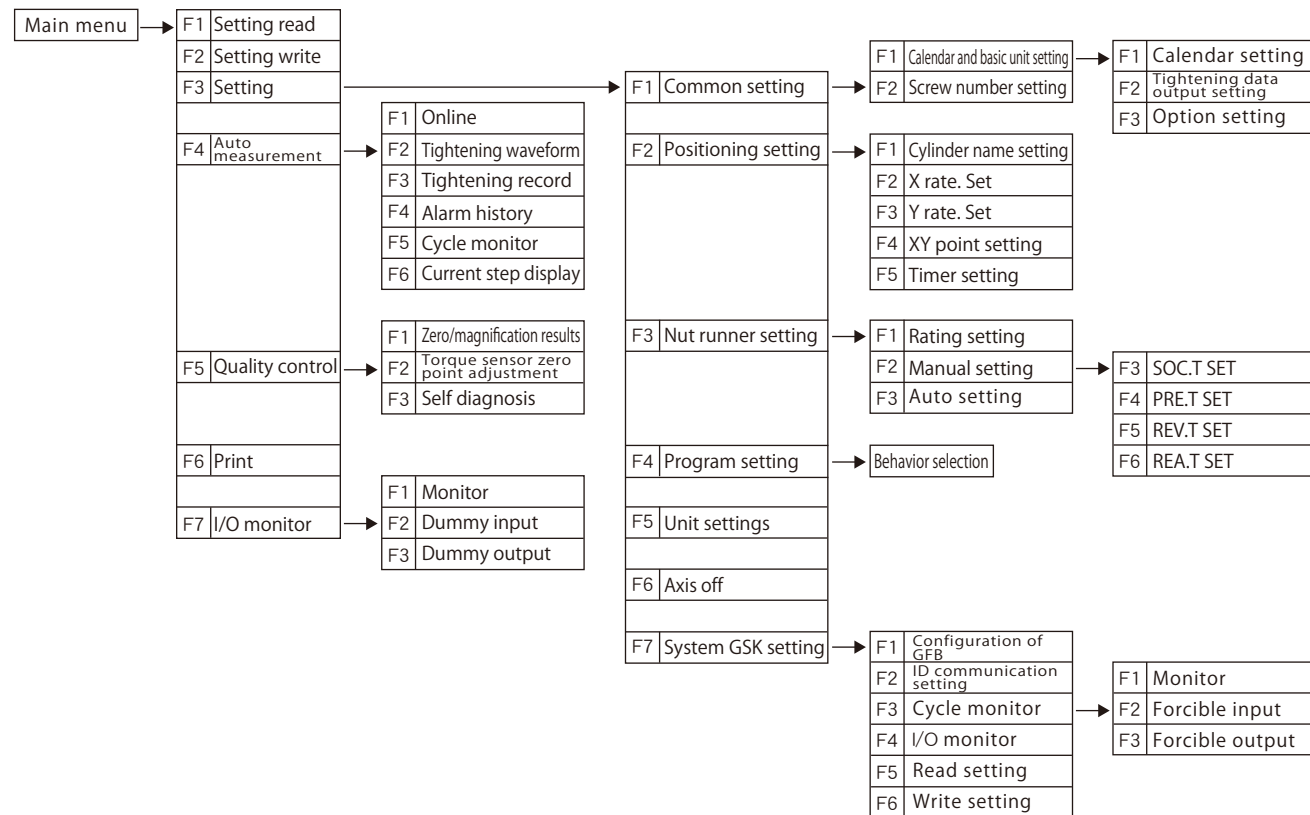 Main menu
F1 Setting read
F2 Setting write
F3 Setting
F4 Auto
measurement
F5 Quality control
F6 Print
F7 I/O monitor
F1 Online
F2 Tightening waveform
F3 Tightening record
F4 Alarm history
F5 Cycle monitor
F6 Current step display
F1 Zero/magnification results
F2 Torque sensor zero
point adjustment
F3 Self diagnosis
F1 Monitor
F2 Dummy input
F3 Dummy output
F1 Common setting
F2 Positioning setting
F3 Nut runner setting
F4 Program setting
F5 Unit settings
F6 Axis off
F7 System GSK setting
F1 Calendar and basic unit setting
F2 Screw number setting
F1 Cylinder name setting
F2 X rate. Set
F3 Y rate. Set
F4 XY point setting
F5 Timer setting
F1 Rating setting
F2 Manual setting
F3 Auto setting
Behavior selection
F1 Configuration of
GFB
F2 ID communication
setting
F3 Cycle monitor
F4 I/O monitor
F5 Read setting
F6 Write setting
F1 Calendar setting
F2 Tightening data
output setting
F3 Option setting
F3 SOC.T SET
F4 PRE.T SET
F5 REV.T SET
F6 REA.T SET
F1 Monitor
F2 Forcible input
F3 Forcible output